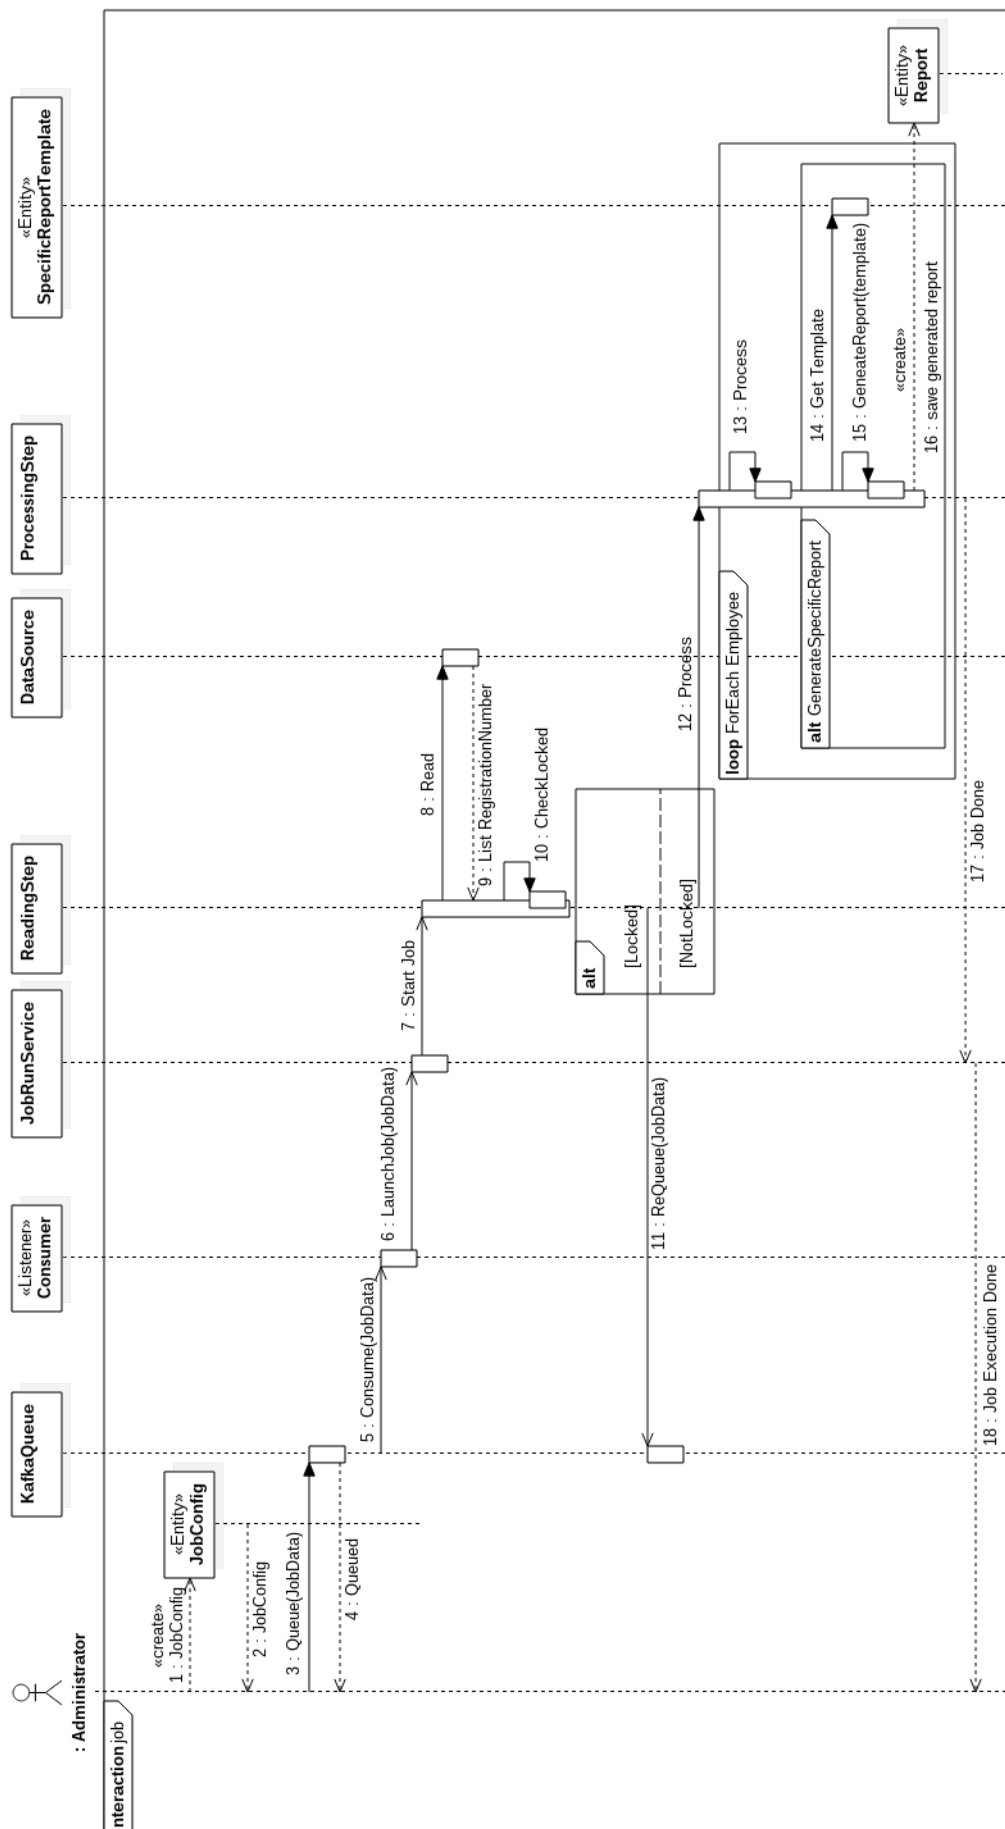 : Administrator
KafkaQueue
«Listener»
Consumer
JobRunService
ReadingStep
DataSource
ProcessingStep
«Entity»
SpecificReportTemplate
nteraction job
«create»
1 : JobConfig
«Entity»
JobConfig
2 : JobConfig
3 : Queue(JobData)
4 : Queued
5 : Consume(JobData)
6 : LaunchJob(JobData)
7 : Start Job
8 : Read
9 : List RegistrationNumber
10 : CheckLocked
alt
[Locked]
11 : ReQueue(JobData)
[NotLocked]
12 : Process
loop ForEach Employee
13 : Process
alt GenerateSpecificReport
14 : Get Template
15 : GeneateReport(template)
«create»
16 : save generated report
«Entity»
Report
17 : Job Done
18 : Job Execution Done